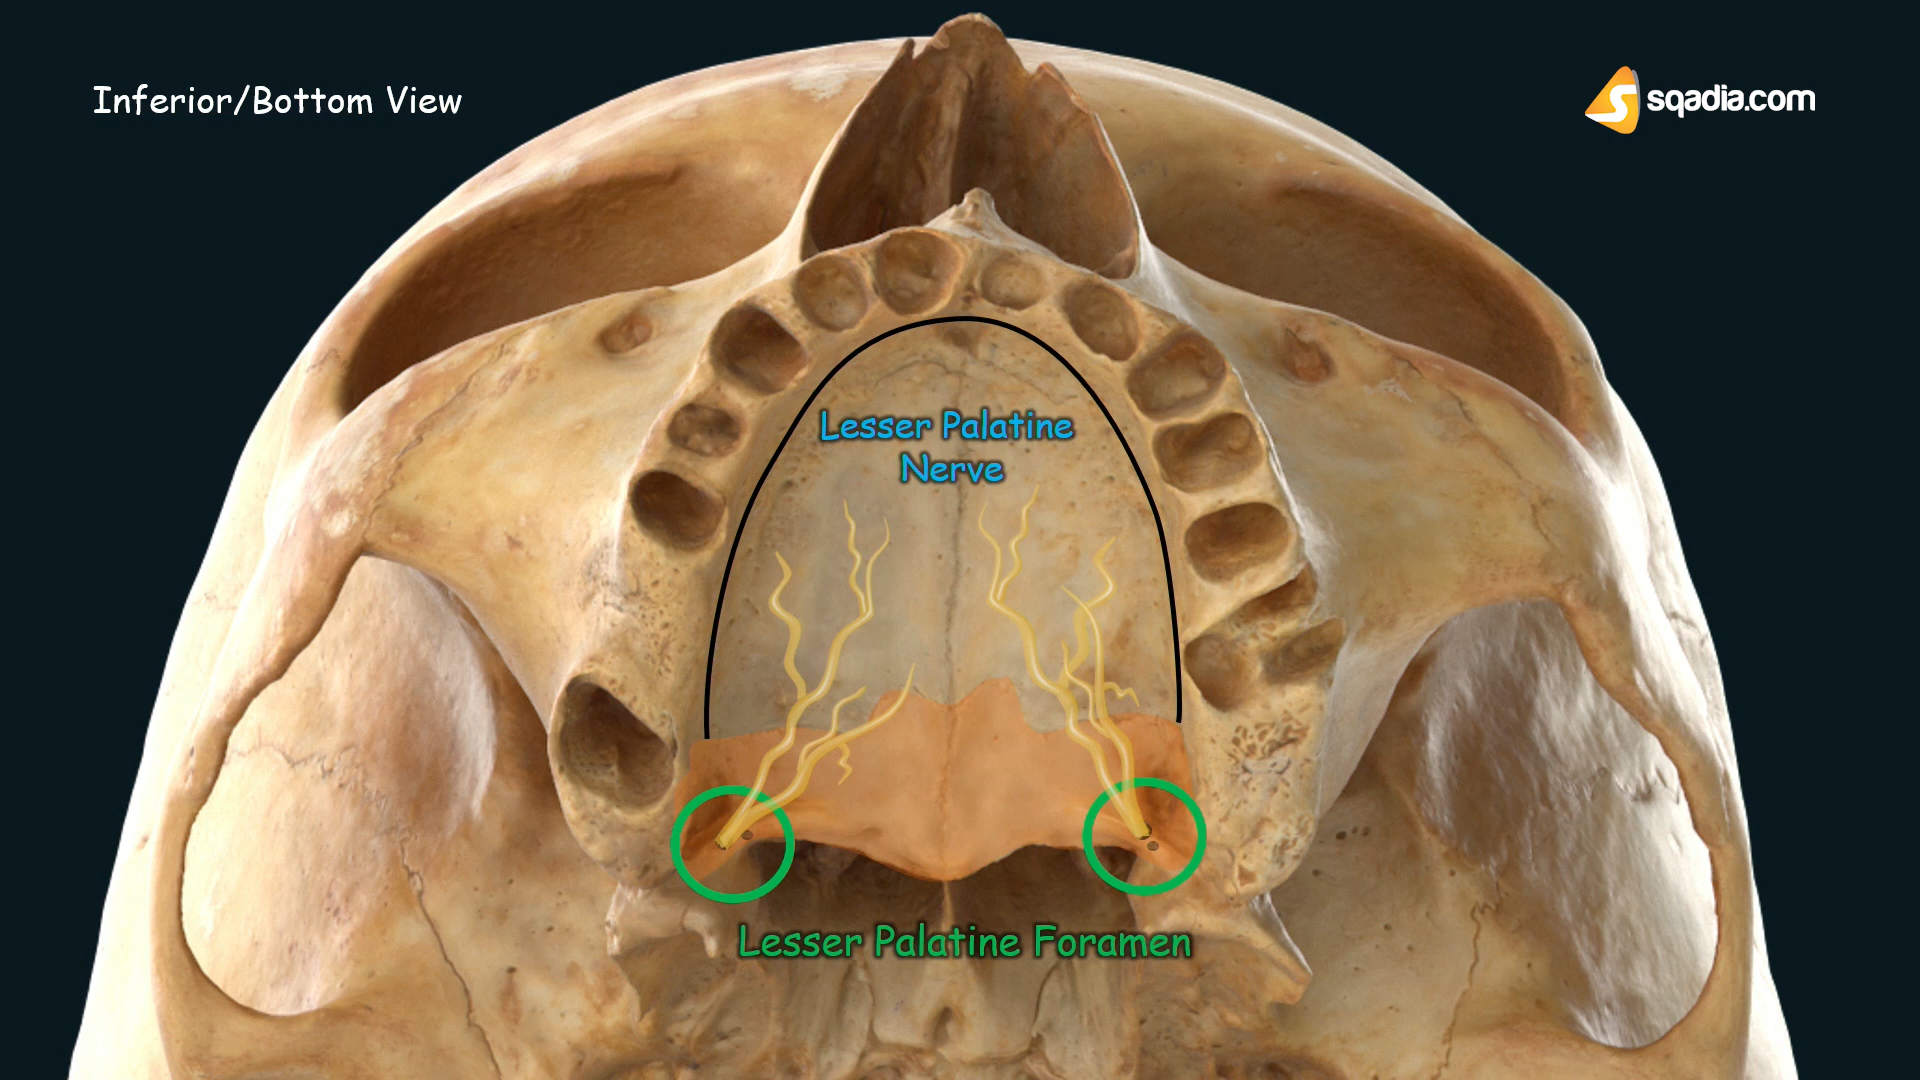 Inferior/Bottom View
sqadia.com
Lesser Palatine
Nerve
Lesser Palatine Foramen